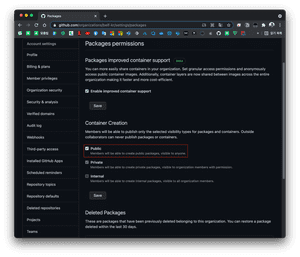 Packages
github.com/organizations/
Account settings
Profile
Billing & plans
Member privileges
Organization security
Security & analysis
Verified domains
Audit log
Webhooks
Third-party access
Installed GitHub Apps
Scheduled reminders
Repository topics
Repository defaults
Deleted repositories
Projects
Teams
Packages permissions
Packages improved container support
You can more easily share containers in your organization. Set granular access permissions and anonymously
access public container images. Additionally, container layers are now shared between images across the entire
organization making it faster and more cost-efficient.
Enable improved container support
Save
Container Creation
Members will be able to publish only the selected visibility types for packages and containers. Outside
collaborators can never publish packages or containers.
Public
Members will be able to create public packages, visible to anyone.
Private
Members will be able to create private packages, visible to organization members with permission.
Internal
Members will be able to create internal packages, visible to all organization members.
Save
Deleted Packages
These are packages that have been previously deleted belonging to this organization. You can restore a package
deleted within the last 30 days.